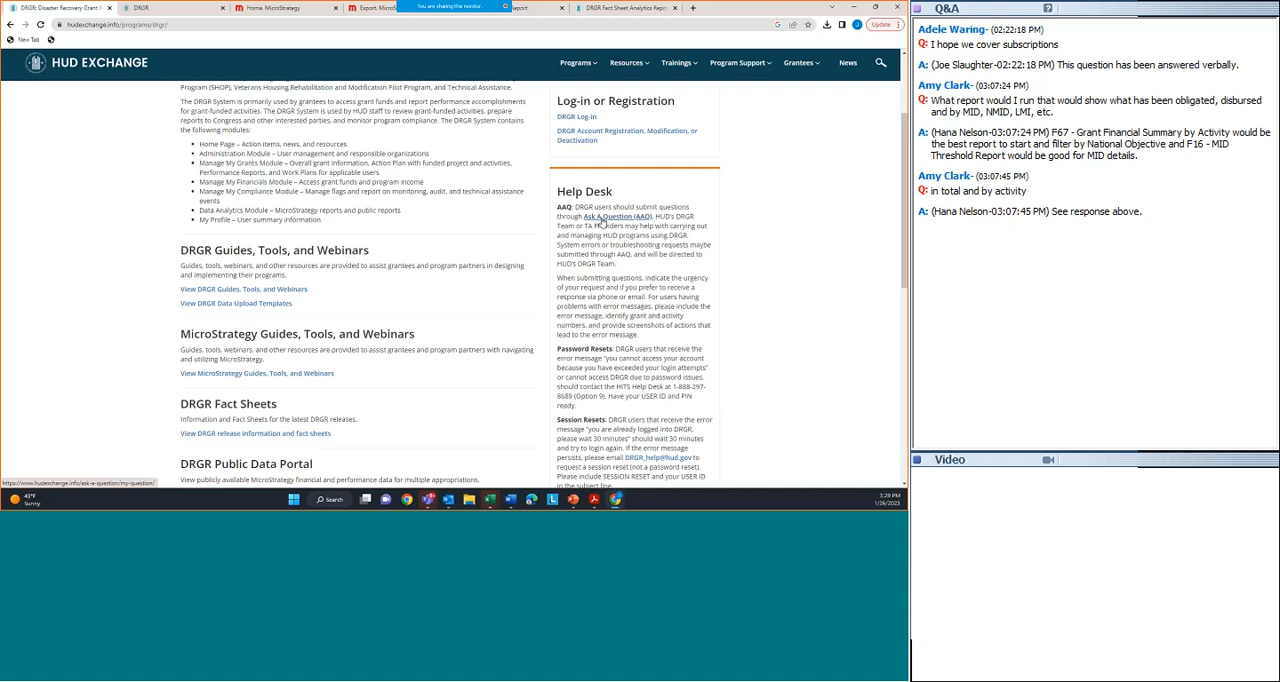 DRGR: Disaster Recovery Grant
DRGR
Home. MicroStrategy
Export. Micros
You are sharing this monitor.
eport
DRGR Fact Sheet Analytics Repo
hudexchange.info/programs/drgr/
Update
New Tab
HUD EXCHANGE
Programs
Resources
Trainings
Program Support
Grantees
News
Program (SHOP), Veterans Housing Rehabilitation and Modification Pilot Program, and Technical
Assistance.
The DRGR System is primarily used by grantees to access grant funds and report performance accomplishments
for grant-funded activities. The DRGR System is used by HUD staff to review grant-funded activities, prepare
reports to Congress and other interested parties, and monitor program compliance. The DRGR System contains
the following modules:
Home Page – Action items, news, and resources
Administration Module – User management and responsible organizations
Manage My Grants Module – Overall grant information, Action Plan with funded project and activities,
Performance Reports, and Work Plans for applicable users
Manage My Financials Module – Access grant funds and program income
Manage My Compliance Module – Manage flags and report on monitoring, audit, and technical assistance
events
Data Analytics Module – MicroStrategy reports and public reports
My Profile – User summary information
DRGR Guides, Tools, and Webinars
Guides, tools, webinars, and other resources are provided to assist grantees and program partners in designing
and implementing their programs.
View DRGR Guides, Tools, and Webinars
View DRGR Data Upload Templates
MicroStrategy Guides, Tools, and Webinars
Guides, tools, webinars, and other resources are provided to assist grantees and program partners with navigating
and utilizing MicroStrategy.
View MicroStrategy Guides, Tools, and Webinars
DRGR Fact Sheets
Information and Fact Sheets for the latest DRGR releases.
View DRGR release information and fact sheets
DRGR Public Data Portal
View publicly available MicroStrategy financial and performance data for multiple appropriations.
Log-in or Registration
DRGR Log-in
DRGR Account Registration, Modification, or
Deactivation
Help Desk
AAQ: DRGR users should submit questions
through Ask A Question (AAQ). HUD's DRGR
Team or TA Providers may help with carrying out
and managing HUD programs using DRGR.
System errors or troubleshooting requests maybe
submitted through AAQ, and will be directed to
HUD's DRGR Team.
When submitting questions, indicate the urgency
of your request and if you prefer to receive a
response via phone or email. For users having
problems with error messages, please include the
error message, identify grant and activity
numbers, and provide screenshots of actions that
lead to the error message.
Password Resets: DRGR users that receive the
error message "you cannot access your account
because you have exceeded your login attempts"
or cannot access DRGR due to password issues,
should contact the HITS Help Desk at 1-888-297-
8689 (Option 9). Have your USER ID and PIN
ready.
Session Resets: DRGR users that receive the error
message "you are already logged into DRGR,
please wait 30 minutes" should wait 30 minutes
and try to login again. If the error message
persists, please email DRGR_help@hud.gov to
request a session reset (not a password reset).
Please include SESSION RESET and your USER ID
in the subject line.
https://www.hudexchange.info/ask-a-question/my-question/
43°F
Sunny
Search
3:29 PM
1/26/2023
Q&A
Adele Waring- (02:22:18 PM)
Q: I hope we cover subscriptions
A: (Joe Slaughter-02:22:18 PM) This question has been answered verbally.
Amy Clark- (03:07:24 PM)
Q: What report would I run that would show what has been obligated, disbursed
and by MID, NMID, LMI, etc.
A: (Hana Nelson-03:07:24 PM) F67 - Grant Financial Summary by Activity would be
the best report to start and filter by National Objective and F16 - MID
Threshold Report would be good for MID details.
Amy Clark- (03:07:45 PM)
Q: in total and by activity
A: (Hana Nelson-03:07:45 PM) See response above.
Video